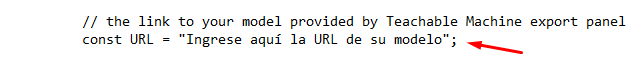 // the link to your model provided by Teachable Machine export panel
const URL = "Ingrese aquí la URL de su modelo";